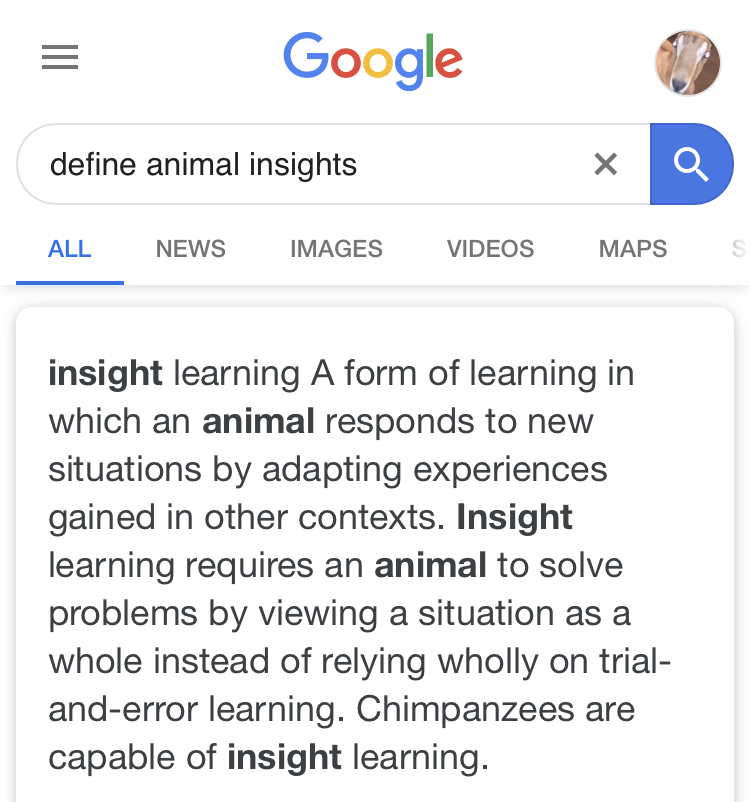 Google
define animal insights
ALL NEWS IMAGES VIDEOS MAPS S
insight learning A form of learning in
which an animal responds to new
situations by adapting experiences
gained in other contexts. Insight
learning requires an animal to solve
problems by viewing a situation as a
whole instead of relying wholly on trial-
and-error learning. Chimpanzees are
capable of insight learning.